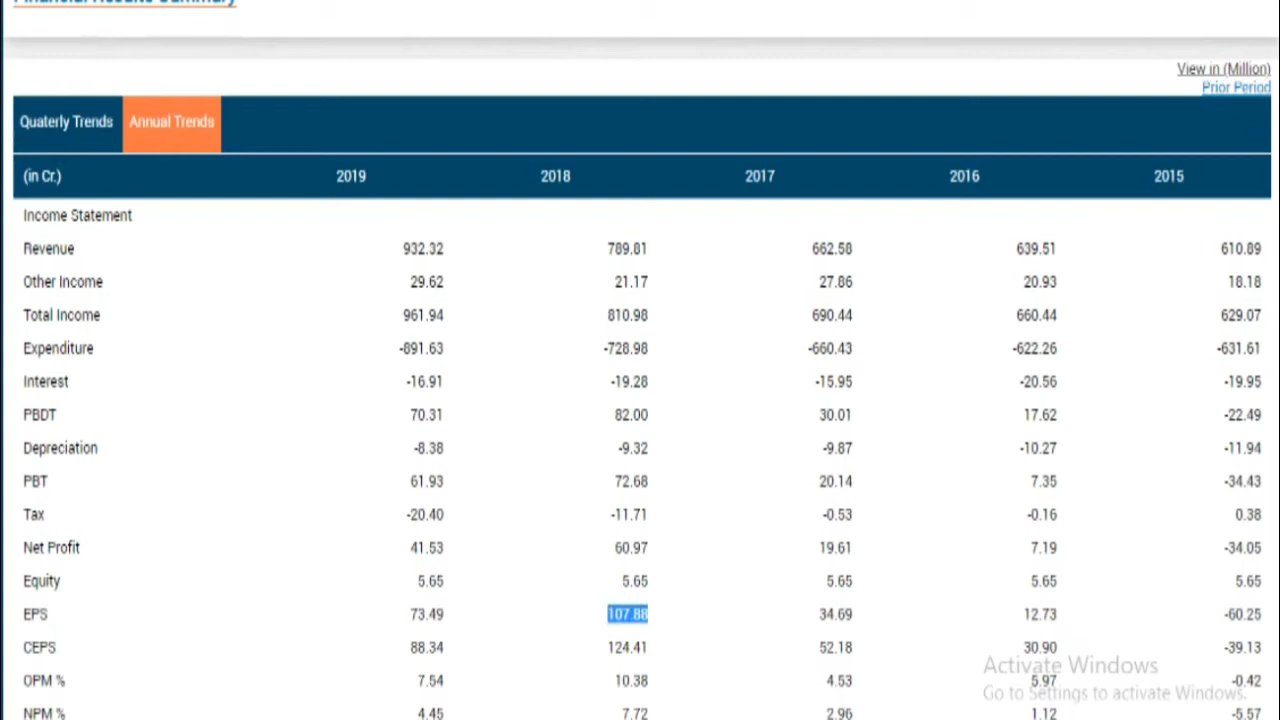 Financial Results Summary
View in (Million)
Prior Period
Quaterly Trends Annual Trends
(in Cr.) 2019 2018 2017 2016 2015
Income Statement
Revenue 932.32 789.81 662.58 639.51 610.89
Other Income 29.62 21.17 27.86 20.93 18.18
Total Income 961.94 810.98 690.44 660.44 629.07
Expenditure -891.63 -728.98 -660.43 -622.26 -631.61
Interest -16.91 -19.28 -15.95 -20.56 -19.95
PBDT 70.31 82.00 30.01 17.62 -22.49
Depreciation -8.38 -9.32 -9.87 -10.27 -11.94
PBT 61.93 72.68 20.14 7.35 -34.43
Tax -20.40 -11.71 -0.53 -0.16 0.38
Net Profit 41.53 60.97 19.61 7.19 -34.05
Equity 5.65 5.65 5.65 5.65 5.65
EPS 73.49 107.88 34.69 12.73 -60.25
CEPS 88.34 124.41 52.18 30.90 -39.13
Activate Windows
OPM % 7.54 10.38 4.53 5.97 -0.42
Go to Settings to activate Windows.
NPM % 4.45 7.72 2.96 1.12 -5.57